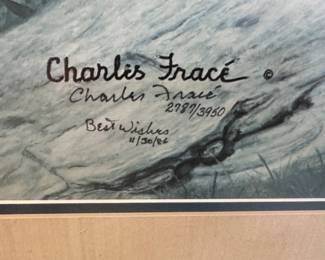 Charles Fracé ©
Charles Fracé
2787/3950
Best Wishes
11/30/86